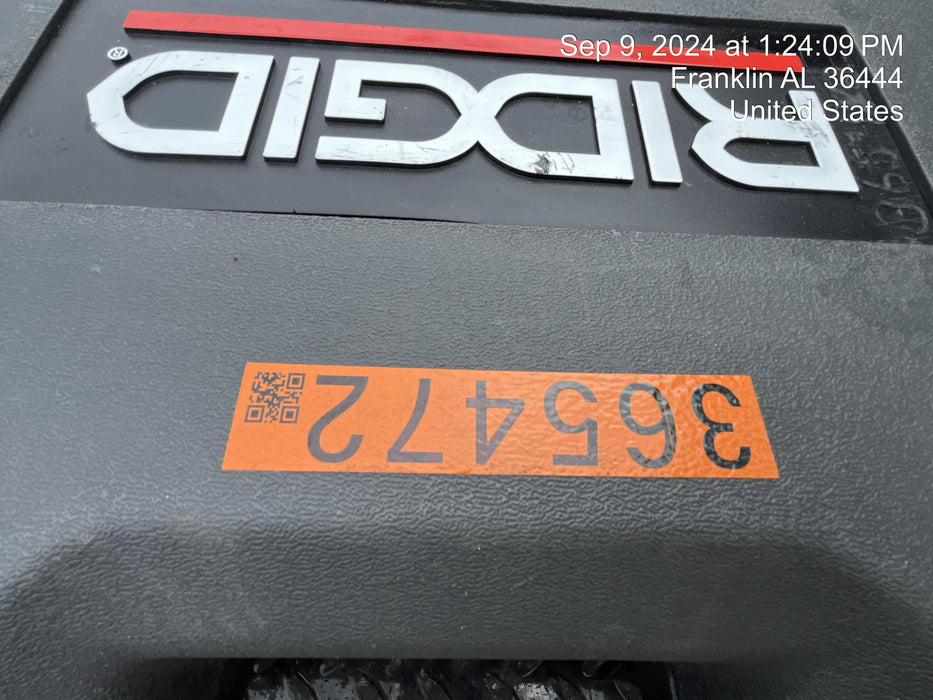 Sep 9, 2024 at 1:24:09 PM
Franklin AL 36444
United States
RIDGID®
365472